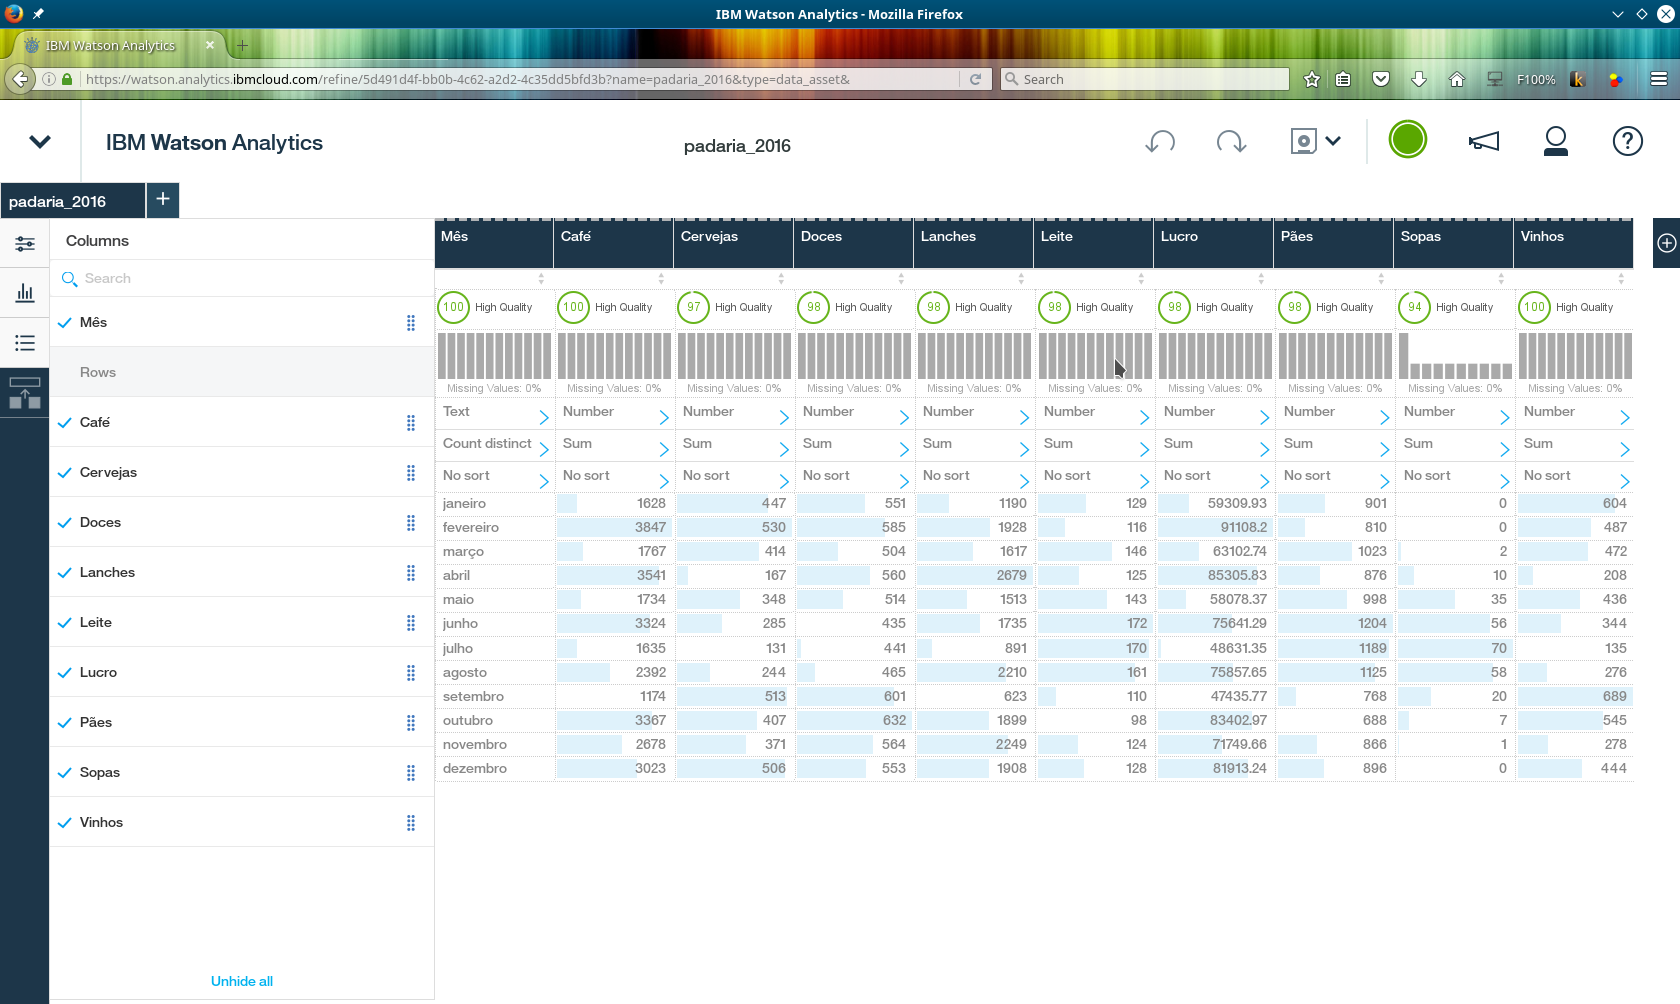 IBM Watson Analytics - Mozilla Firefox
IBM Watson Analytics
https://watson.analytics.ibmcloud.com/refine/5d491d4f-bb0b-4c62-a2d2-4c35dd5bfd3b?name=padaria_2016&type=data_asset&
Search
F100%
IBM Watson Analytics
padaria_2016
padaria_2016
Columns
Search
Mês
Rows
Café
Cervejas
Doces
Lanches
Leite
Lucro
Pães
Sopas
Vinhos
Unhide all
Mês Café Cervejas Doces Lanches Leite Lucro Pães Sopas Vinhos
100 High Quality 100 High Quality 97 High Quality 98 High Quality 98 High Quality 98 High Quality 98 High Quality 98 High Quality 94 High Quality 100 High Quality
Missing Values: 0% Missing Values: 0% Missing Values: 0% Missing Values: 0% Missing Values: 0% Missing Values: 0% Missing Values: 0% Missing Values: 0% Missing Values: 0% Missing Values: 0%
Text Number Number Number Number Number Number Number Number Number
Count distinct Sum Sum Sum Sum Sum Sum Sum Sum Sum
No sort No sort No sort No sort No sort No sort No sort No sort No sort No sort
janeiro 1628 447 551 1190 129 59309.93 901 0 604
fevereiro 3847 530 585 1928 116 91108.2 810 0 487
março 1767 414 504 1617 146 63102.74 1023 2 472
abril 3541 167 560 2679 125 85305.83 876 10 208
maio 1734 348 514 1513 143 58078.37 998 35 436
junho 3324 285 435 1735 172 75641.29 1204 56 344
julho 1635 131 441 891 170 48631.35 1189 70 135
agosto 2392 244 465 2210 161 75857.65 1125 58 276
setembro 1174 513 601 623 110 47435.77 768 20 689
outubro 3367 407 632 1899 98 83402.97 688 7 545
novembro 2678 371 564 2249 124 71749.66 866 1 278
dezembro 3023 506 553 1908 128 81913.24 896 0 444